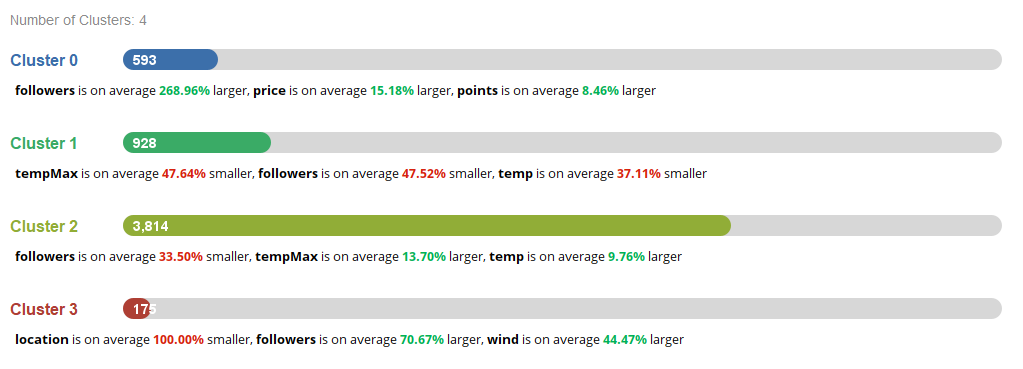 Number of Clusters: 4
Cluster 0
593
followers is on average 268.96% larger, price is on average 15.18% larger, points is on average 8.46% larger
Cluster 1
928
tempMax is on average 47.64% smaller, followers is on average 47.52% smaller, temp is on average 37.11% smaller
Cluster 2
3,814
followers is on average 33.50% smaller, tempMax is on average 13.70% larger, temp is on average 9.76% larger
Cluster 3
175
location is on average 100.00% smaller, followers is on average 70.67% larger, wind is on average 44.47% larger